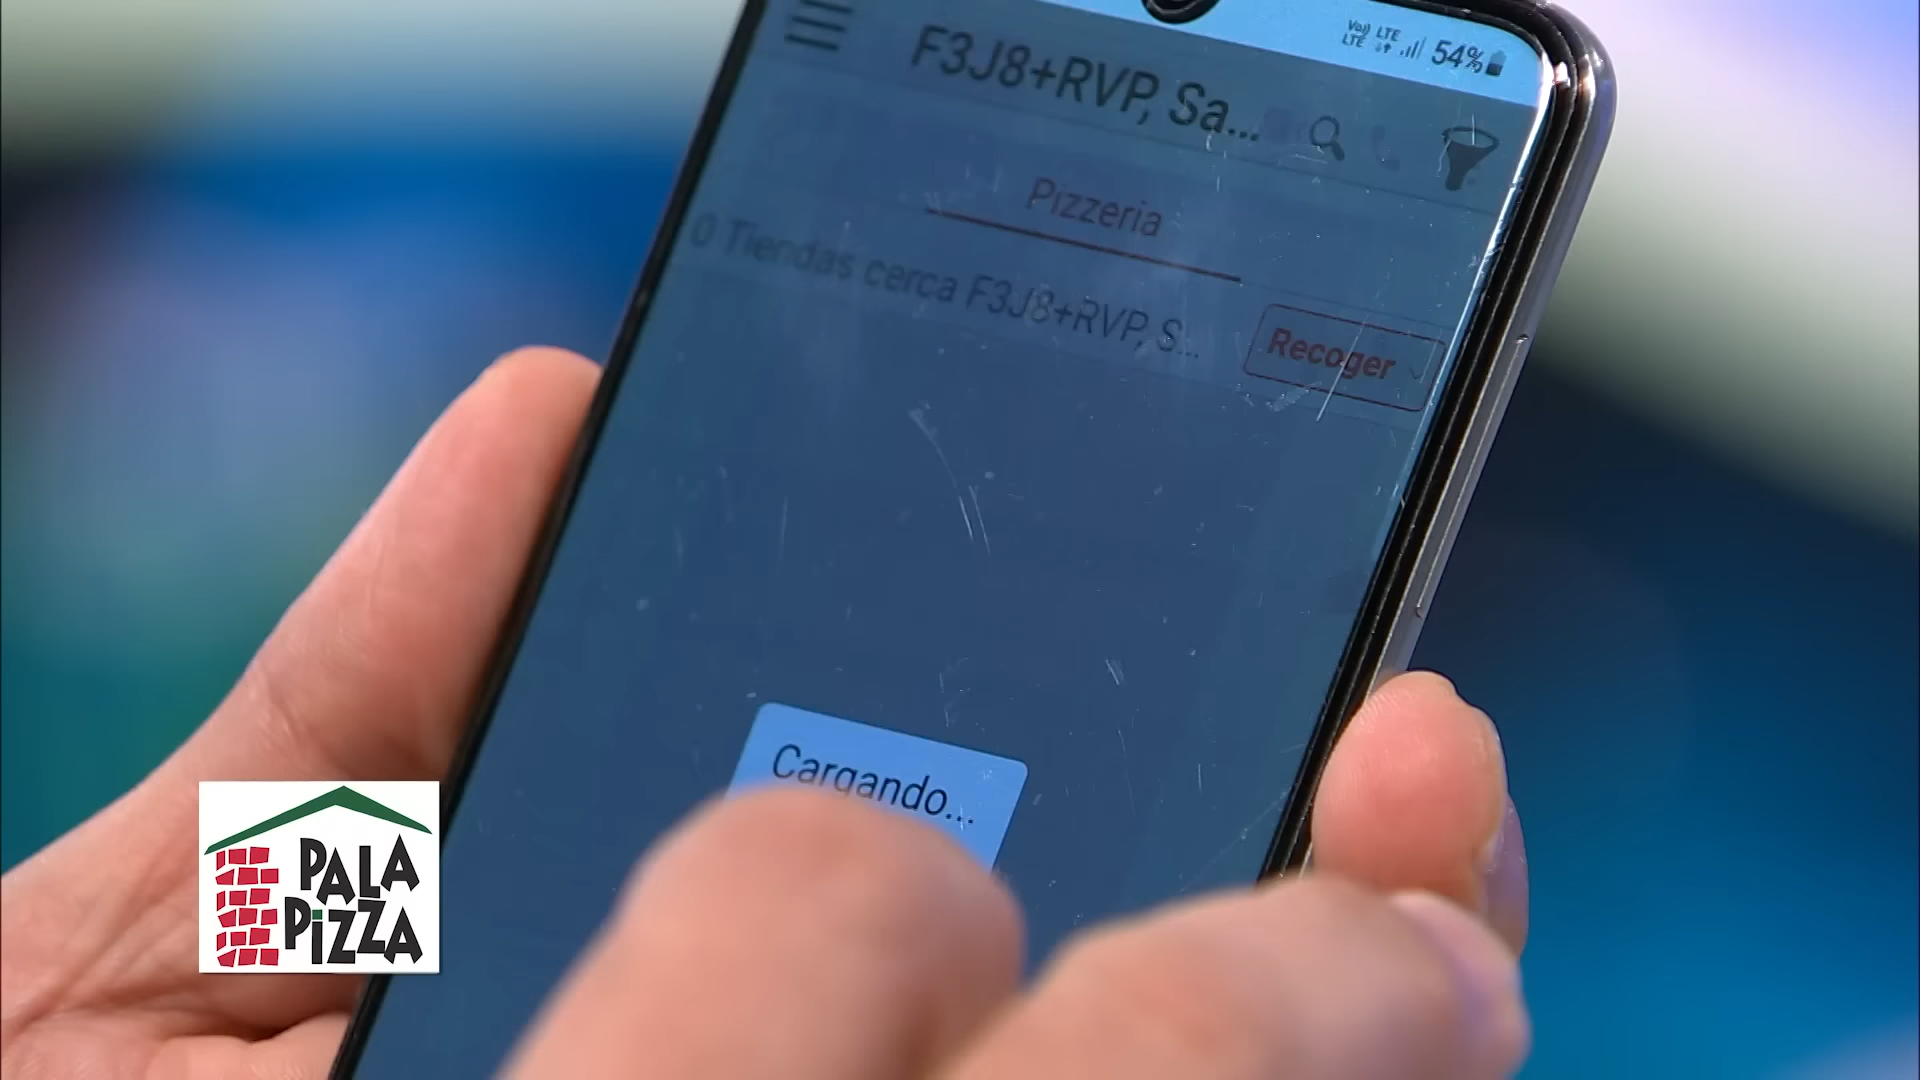 Vo) LTE
LTE 54%
F3J8+RVP, Sa...
Pizzeria
0 Tiendas cerca F3J8+RVP, S...
Recoger
Cargando...
PALA
PIZZA